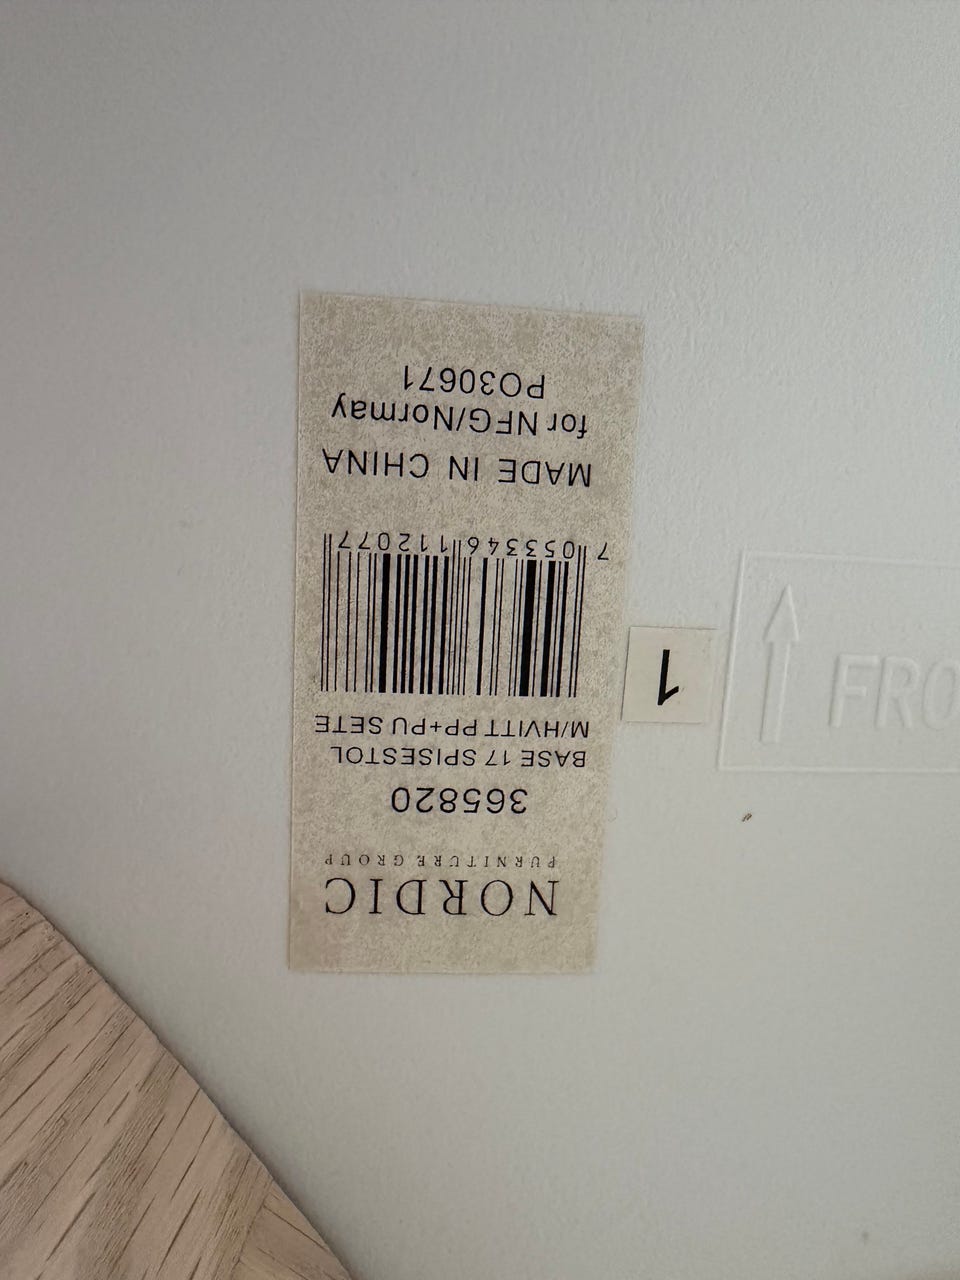 NORDIC
FURNITURE GROUP
365820
BASE 17 SPISESTOL
M/HVITT PP+PU SETE
7 053346 112077
MADE IN CHINA
for NFG/Normay
PO30671
1
FRO